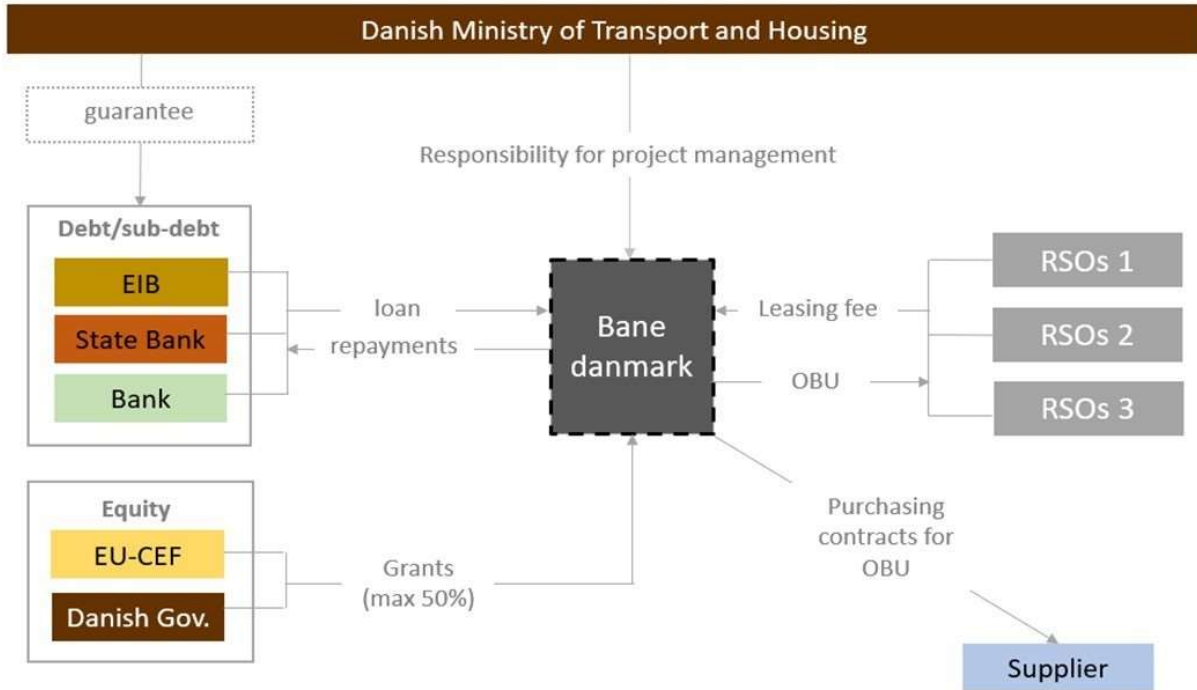 Danish Ministry of Transport and Housing
guarantee
Responsibility for project management
Debt/sub-debt
EIB
State Bank
Bank
loan
repayments
Bane
danmark
Leasing fee
OBU
RSOs 1
RSOs 2
RSOs 3
Equity
EU-CEF
Danish Gov.
Grants
(max 50%)
Purchasing
contracts for
OBU
Supplier